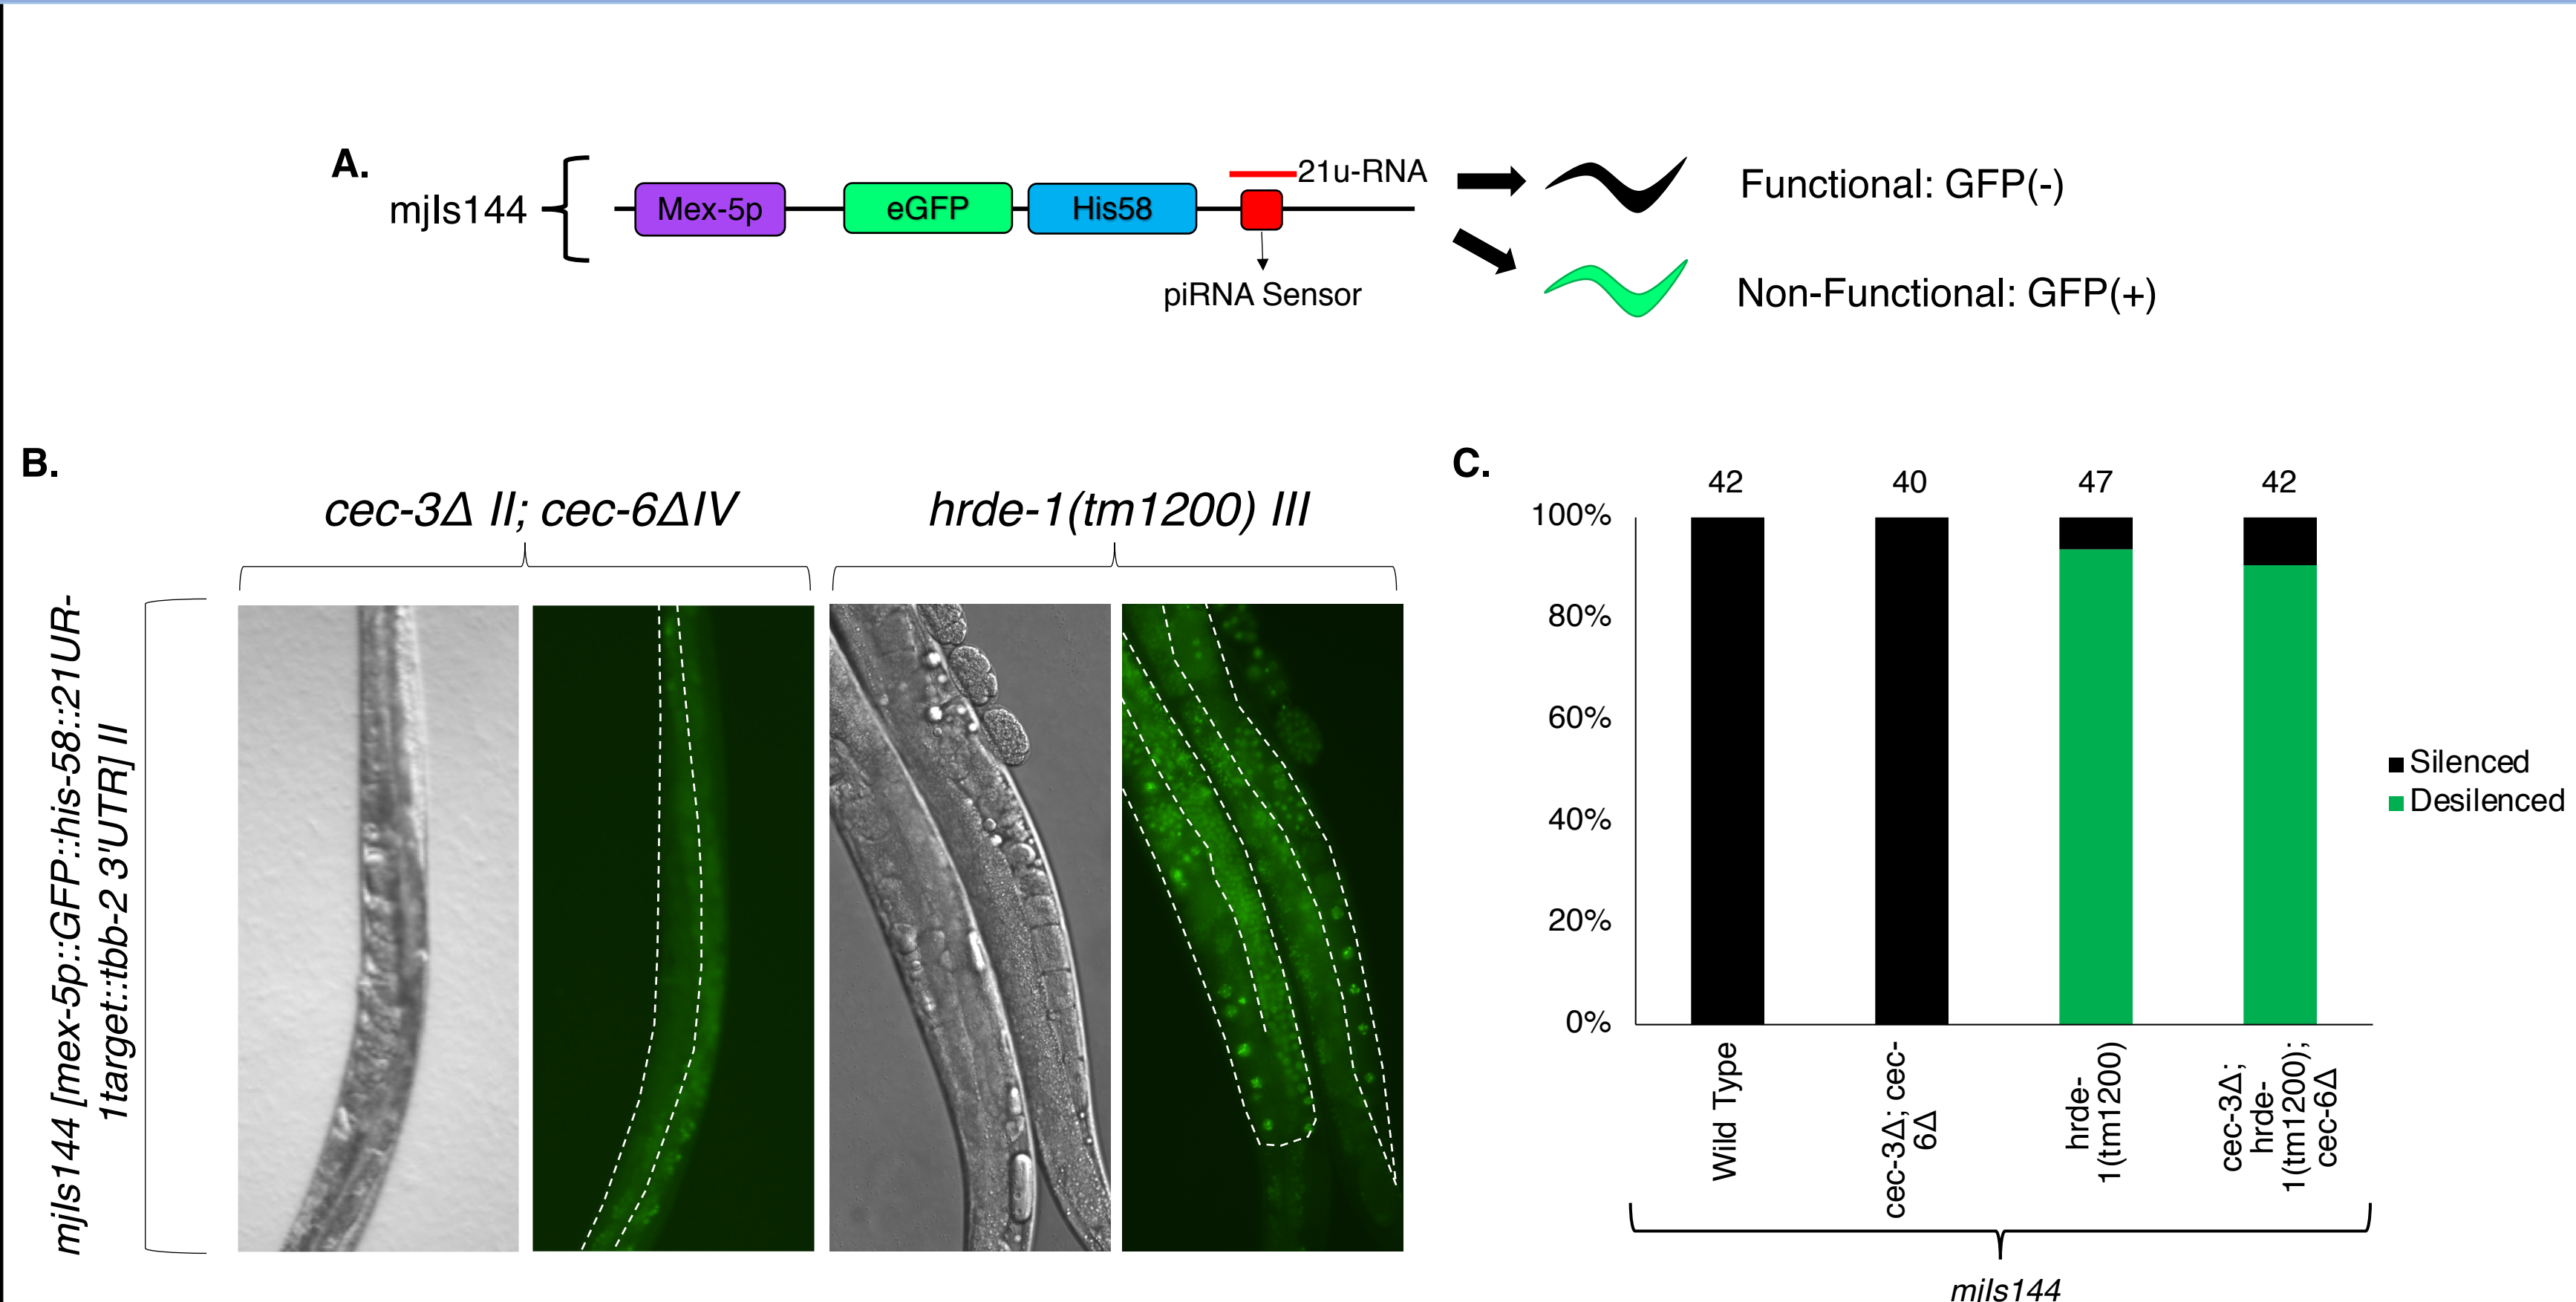 A.
mjIs144
Mex-5p
eGFP
His58
21u-RNA
piRNA Sensor
Functional: GFP(-)
Non-Functional: GFP(+)
B.
cec-3Δ II; cec-6ΔIV
hrde-1(tm1200) III
mjIs144 [mex-5p::GFP::his-58::21UR-
1target::tbb-2 3'UTR] II
C.
42
40
47
42
100%
80%
60%
40%
20%
0%
Silenced
Desilenced
Wild Type
cec-3Δ; cec-
6Δ
hrde-
1(tm1200)
cec-3Δ;
hrde-
1(tm1200);
cec-6Δ
mIs144